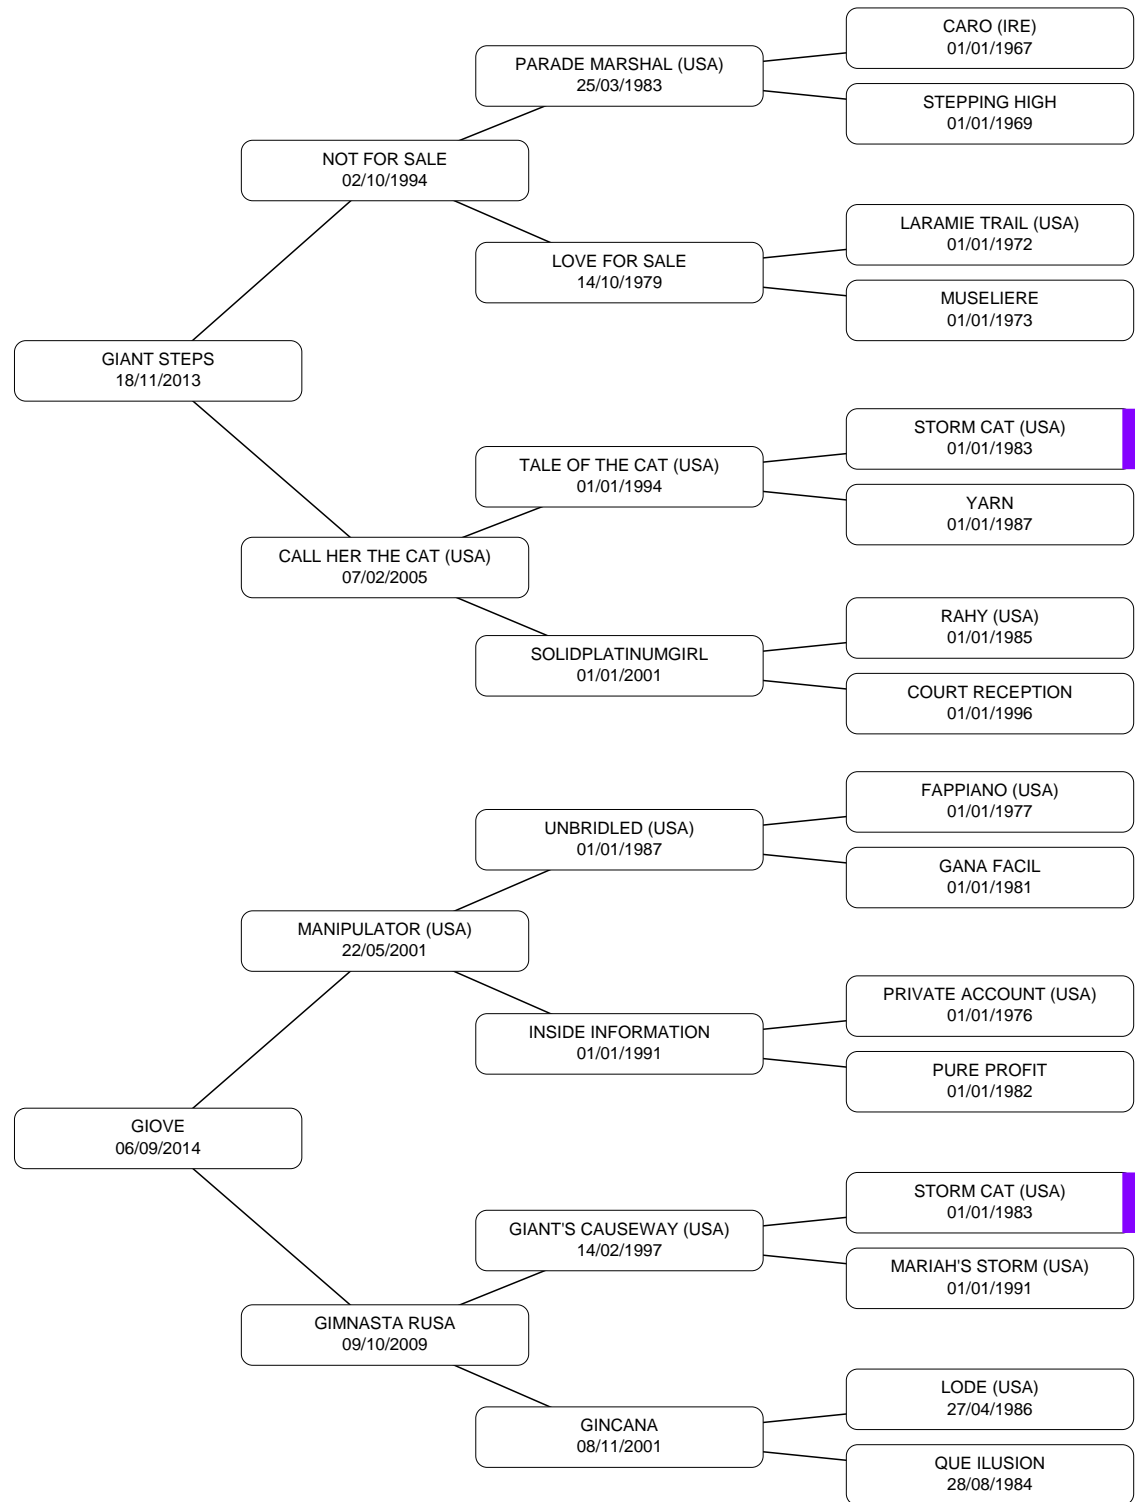 CARO (IRE)
01/01/1967
PARADE MARSHAL (USA)
25/03/1983
STEPPING HIGH
01/01/1969
NOT FOR SALE
02/10/1994
LARAMIE TRAIL (USA)
01/01/1972
LOVE FOR SALE
14/10/1979
MUSELIERE
01/01/1973
GIANT STEPS
18/11/2013
STORM CAT (USA)
01/01/1983
TALE OF THE CAT (USA)
01/01/1994
YARN
01/01/1987
CALL HER THE CAT (USA)
07/02/2005
RAHY (USA)
01/01/1985
SOLIDPLATINUMGIRL
01/01/2001
COURT RECEPTION
01/01/1996
FAPPIANO (USA)
01/01/1977
UNBRIDLED (USA)
01/01/1987
GANA FACIL
01/01/1981
MANIPULATOR (USA)
22/05/2001
PRIVATE ACCOUNT (USA)
01/01/1976
INSIDE INFORMATION
01/01/1991
PURE PROFIT
01/01/1982
GIOVE
06/09/2014
STORM CAT (USA)
01/01/1983
GIANT'S CAUSEWAY (USA)
14/02/1997
MARIAH'S STORM (USA)
01/01/1991
GIMNASTA RUSA
09/10/2009
LODE (USA)
27/04/1986
GINCANA
08/11/2001
QUE ILUSION
28/08/1984